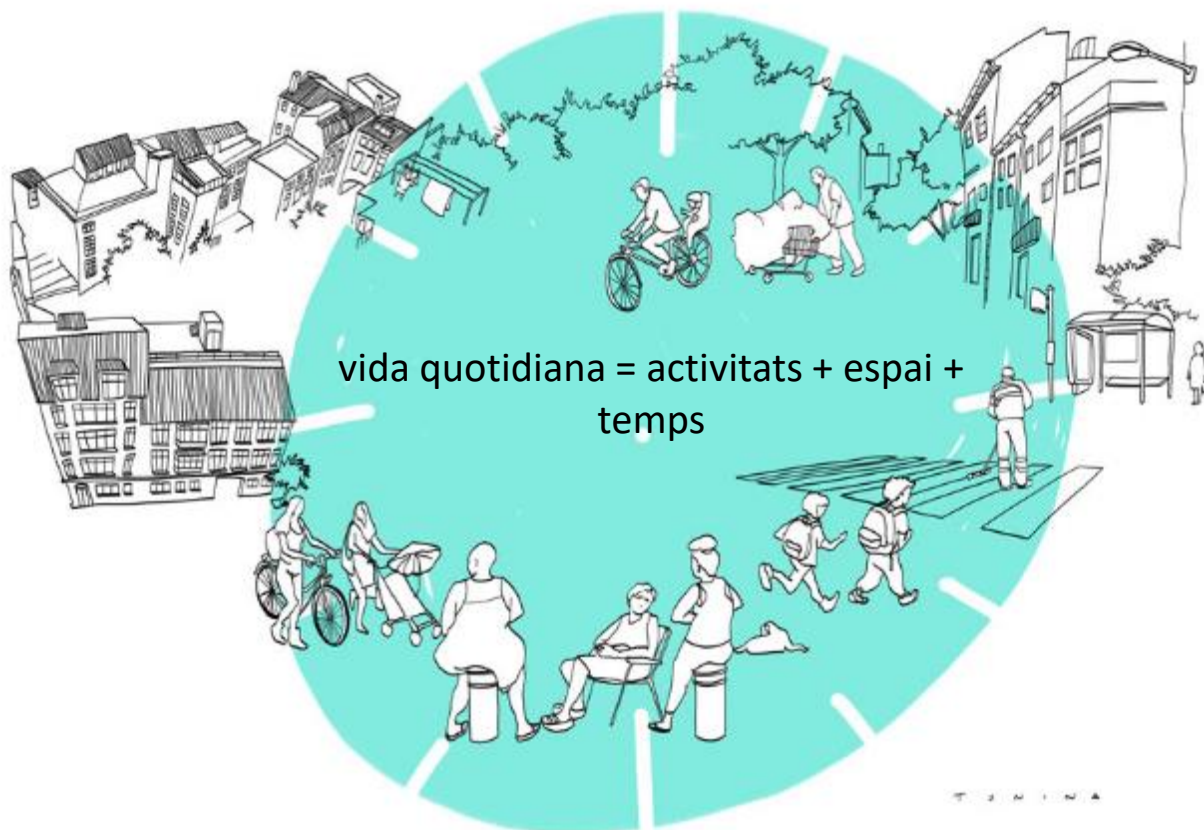 vida quotidiana = activitats + espai +
temps
TONINA